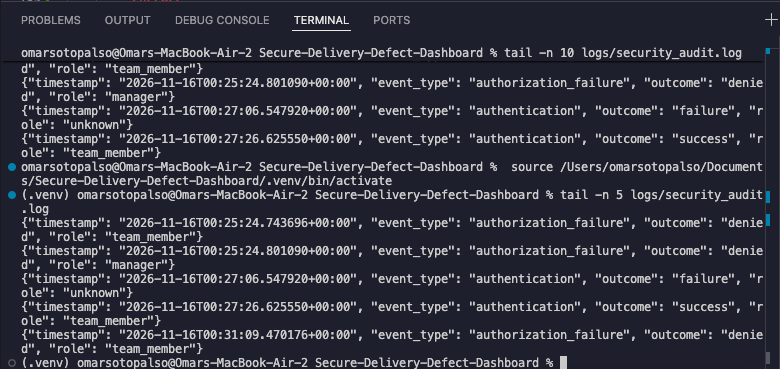 PROBLEMS OUTPUT DEBUG CONSOLE TERMINAL PORTS
omarsotopalso@Omars-MacBook-Air-2 Secure-Delivery-Defect-Dashboard % tail -n 10 logs/security_audit.log
d", "role": "team_member"}
{"timestamp": "2026-11-16T00:25:24.801090+00:00", "event_type": "authorization_failure", "outcome": "denie
d", "role": "manager"}
{"timestamp": "2026-11-16T00:27:06.547920+00:00", "event_type": "authentication", "outcome": "failure", "r
ole": "unknown"}
{"timestamp": "2026-11-16T00:27:26.625550+00:00", "event_type": "authentication", "outcome": "success", "r
ole": "team_member"}
omarsotopalso@Omars-MacBook-Air-2 Secure-Delivery-Defect-Dashboard %  source /Users/omarsotopalso/Document
s/Secure-Delivery-Defect-Dashboard/.venv/bin/activate
(.venv) omarsotopalso@Omars-MacBook-Air-2 Secure-Delivery-Defect-Dashboard % tail -n 5 logs/security_audit
.log
{"timestamp": "2026-11-16T00:25:24.743696+00:00", "event_type": "authorization_failure", "outcome": "denie
d", "role": "team_member"}
{"timestamp": "2026-11-16T00:25:24.801090+00:00", "event_type": "authorization_failure", "outcome": "denie
d", "role": "manager"}
{"timestamp": "2026-11-16T00:27:06.547920+00:00", "event_type": "authentication", "outcome": "failure", "r
ole": "unknown"}
{"timestamp": "2026-11-16T00:27:26.625550+00:00", "event_type": "authentication", "outcome": "success", "r
ole": "team_member"}
{"timestamp": "2026-11-16T00:31:09.470176+00:00", "event_type": "authorization_failure", "outcome": "denie
d", "role": "team_member"}
(.venv) omarsotopalso@Omars-MacBook-Air-2 Secure-Delivery-Defect-Dashboard %